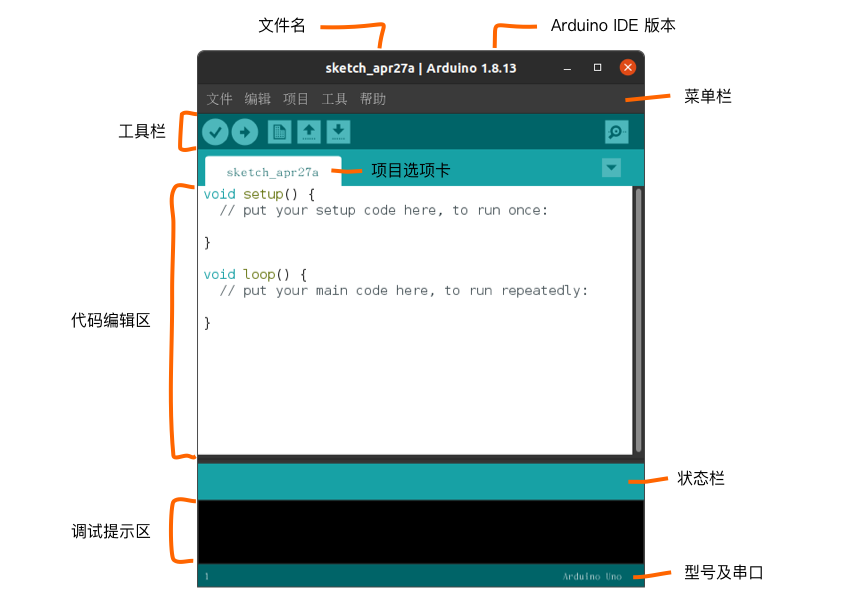 文件名
Arduino IDE 版本
sketch_apr27a | Arduino 1.8.13
文件 编辑 项目 工具 帮助
菜单栏
工具栏
sketch_apr27a
项目选项卡
void setup() {
// put your setup code here, to run once:
}
void loop() {
// put your main code here, to run repeatedly:
}
代码编辑区
状态栏
调试提示区
1
Arduino Uno
型号及串口